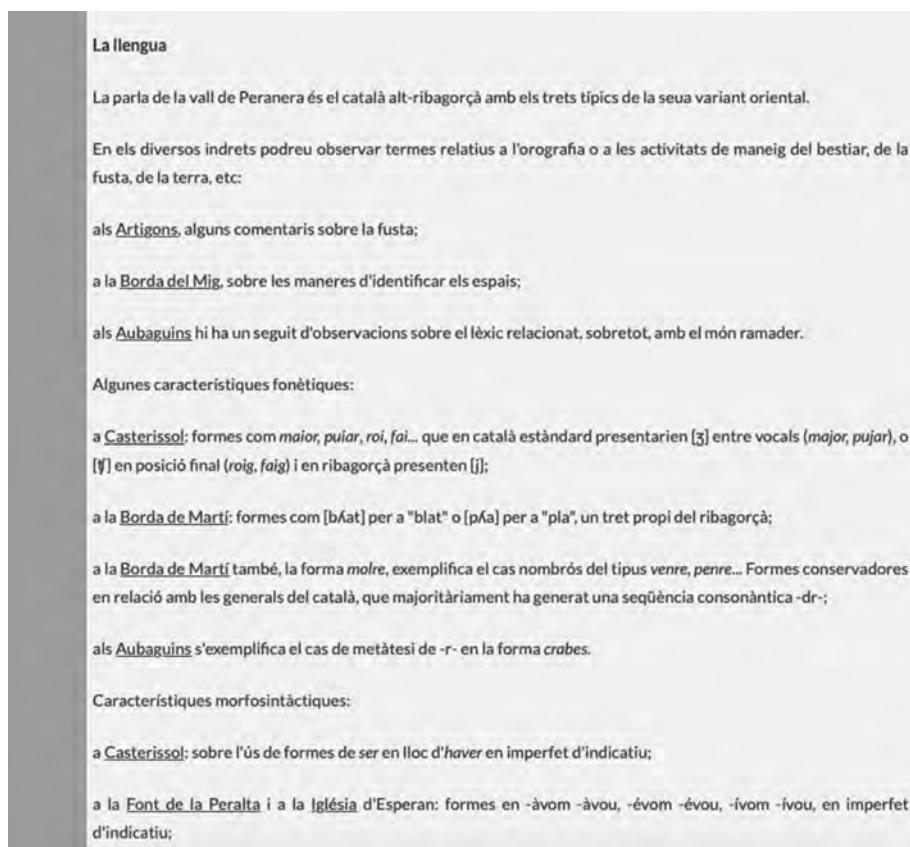 La llengua
La parla de la vall de Peranera és el català alt-ribagorçà amb els trets típics de la seua variant oriental.
En els diversos indrets podreu observar termes relatius a l'orografia o a les activitats de maneig del bestiar, de la
fusta, de la terra, etc:
als Artigons, alguns comentaris sobre la fusta;
a la Borda del Mig, sobre les maneres d'identificar els espais;
als Aubaguins hi ha un seguit d'observacions sobre el lèxic relacionat, sobretot, amb el món ramader.
Algunes característiques fonètiques:
a Casterissol: formes com maior, puiar, roi, fai... que en català estàndard presentarien [ʒ] entre vocals (major, pujar), o
[ʧ] en posició final (roig, faig) i en ribagorçà presenten [j];
a la Borda de Martí: formes com [bʎat] per a "blat" o [pʎa] per a "pla", un tret propi del ribagorçà;
a la Borda de Martí també, la forma molre, exemplifica el cas nombrós del tipus venre, penre... Formes conservadores
en relació amb les generals del català, que majoritàriament ha generat una seqüència consonàntica -dr-;
als Aubaguins s'exemplifica el cas de metàtesi de -r- en la forma crabes.
Característiques morfosintàctiques:
a Casterissol: sobre l'ús de formes de ser en lloc d'haver en imperfet d'indicatiu;
a la Font de la Peralta i a la Iglésia d'Esperan: formes en -àvom -àvou, -évom -évou, -ívom -ívou, en imperfet
d'indicatiu;